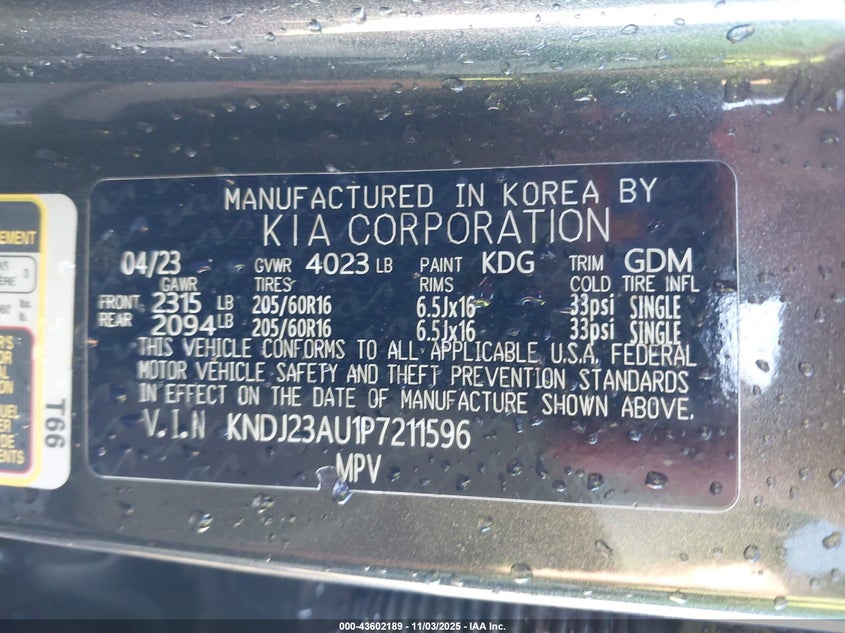 MANUFACTURED IN KOREA BY
KIA CORPORATION
04/23 GVWR 4023 LB PAINT KDG TRIM GDM
GAWR TIRES RIMS COLD TIRE INFL
FRONT 2315 LB 205/60R16 6.5Jx16 33psi SINGLE
REAR 2094 LB 205/60R16 6.5Jx16 33psi SINGLE
THIS VEHICLE CONFORMS TO ALL APPLICABLE U.S.A. FEDERAL
MOTOR VEHICLE SAFETY AND THEFT PREVENTION STANDARDS
IN EFFECT ON THE DATE OF MANUFACTURE SHOWN ABOVE.
V.I.N KNDJ23AU1P7211596
MPV
T66
000-43602189 - 11/03/2025 - IAA Inc.